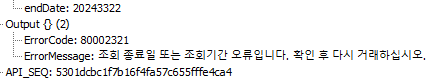 endDate: 20243322
Output {} (2)
ErrorCode: 80002321
ErrorMessage: 조회 종료일 또는 조회기간 오류입니다. 확인 후 다시 거래하십시오.
API_SEQ: 5301dcbc1f7b16f4fa57c655fffe4ca4